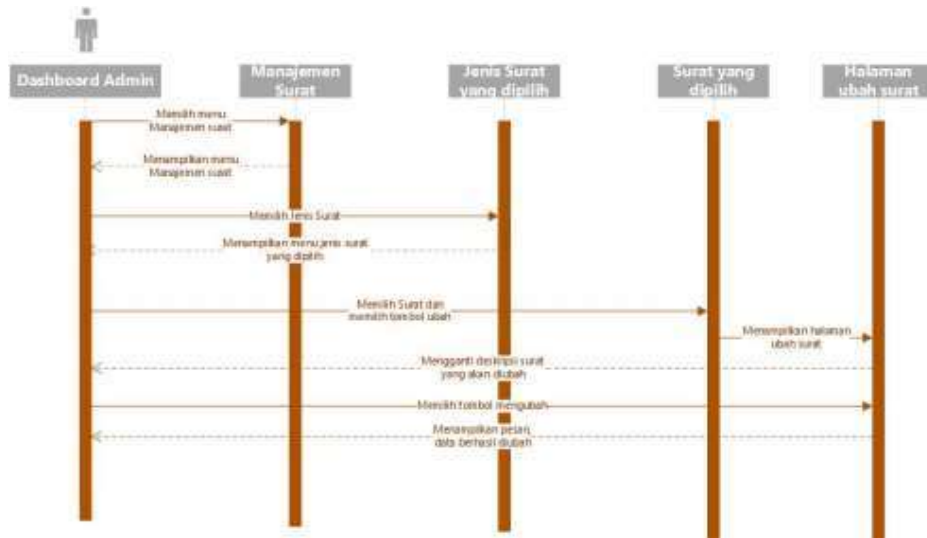 Dashboard Admin
Manajemen
Surat
Jenis Surat
yang dipilih
Surat yang
dipilih
Halaman
ubah surat
Memilih menu
Manajemen surat
Menampilkan menu
Manajemen surat
Memilih Jenis Surat
Menampilkan menu jenis surat
yang dipilih
Memilih Surat dan
memilih tombol ubah
Menampilkan halaman
ubah surat
Mengganti deskripsi surat
yang akan diubah
Memilih tombol mengubah
Menampilkan pesan,
data berhasil diubah